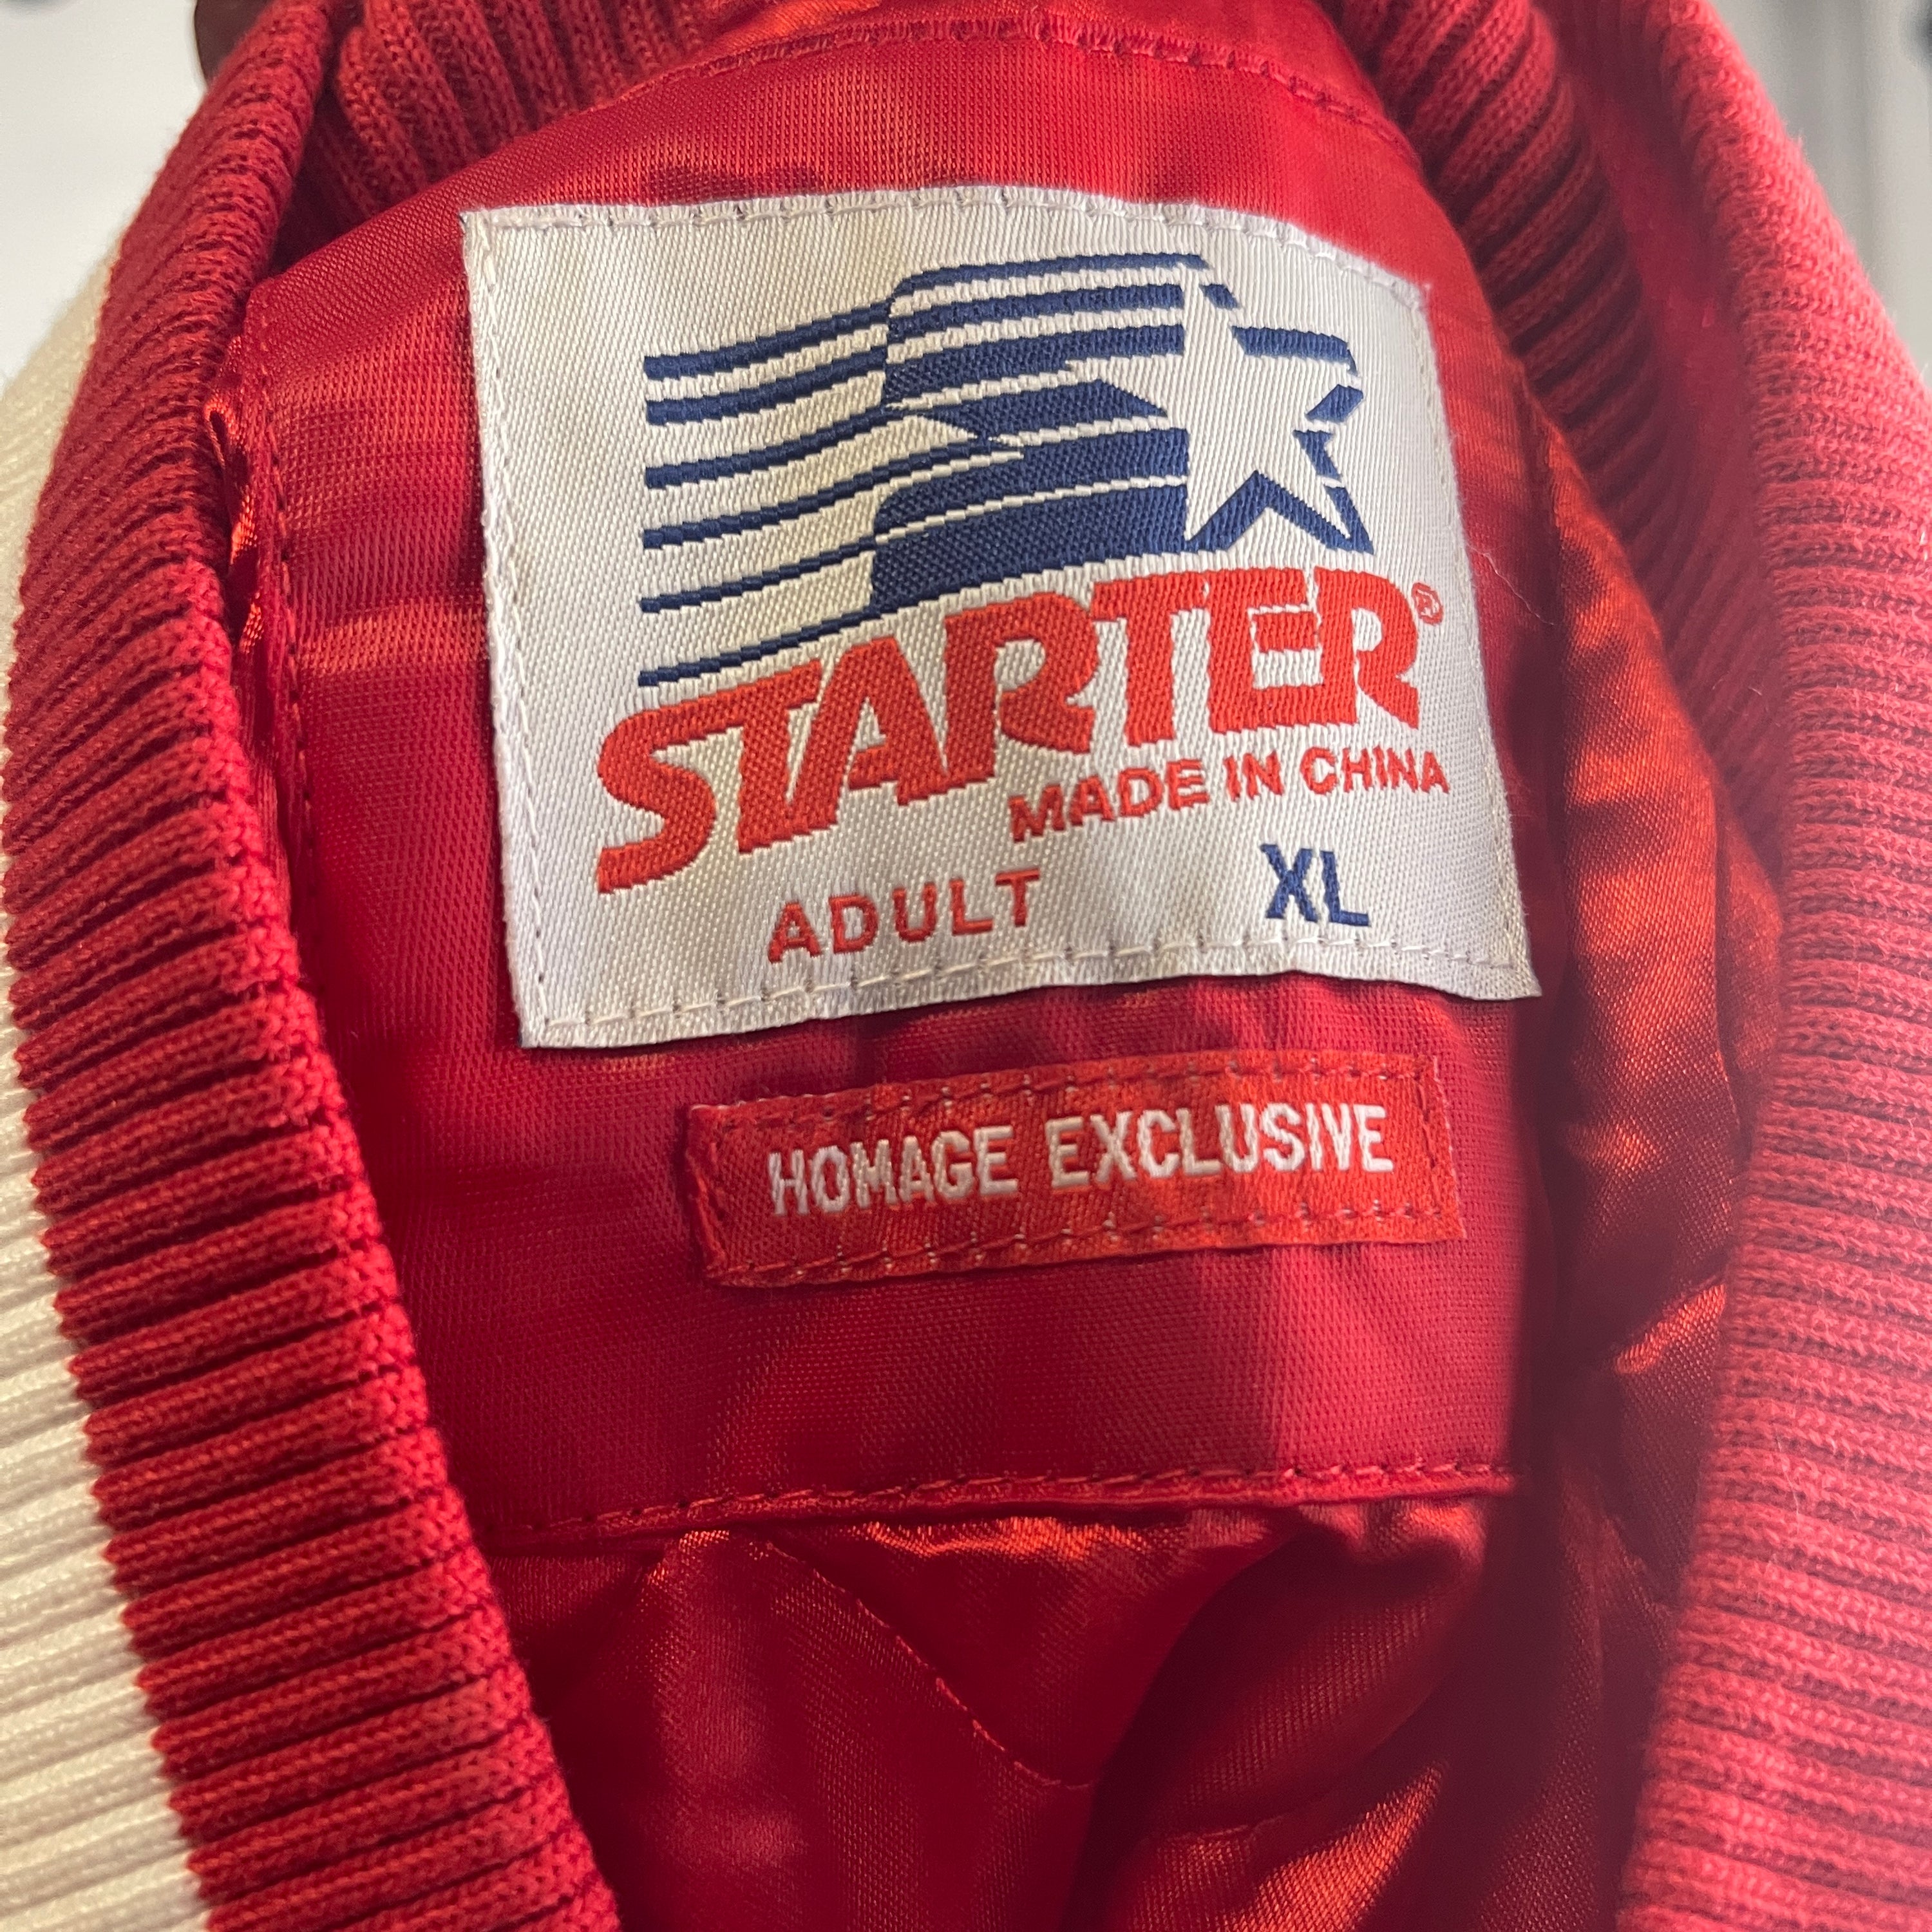 STARTER®
MADE IN CHINA
ADULT XL
HOMAGE EXCLUSIVE